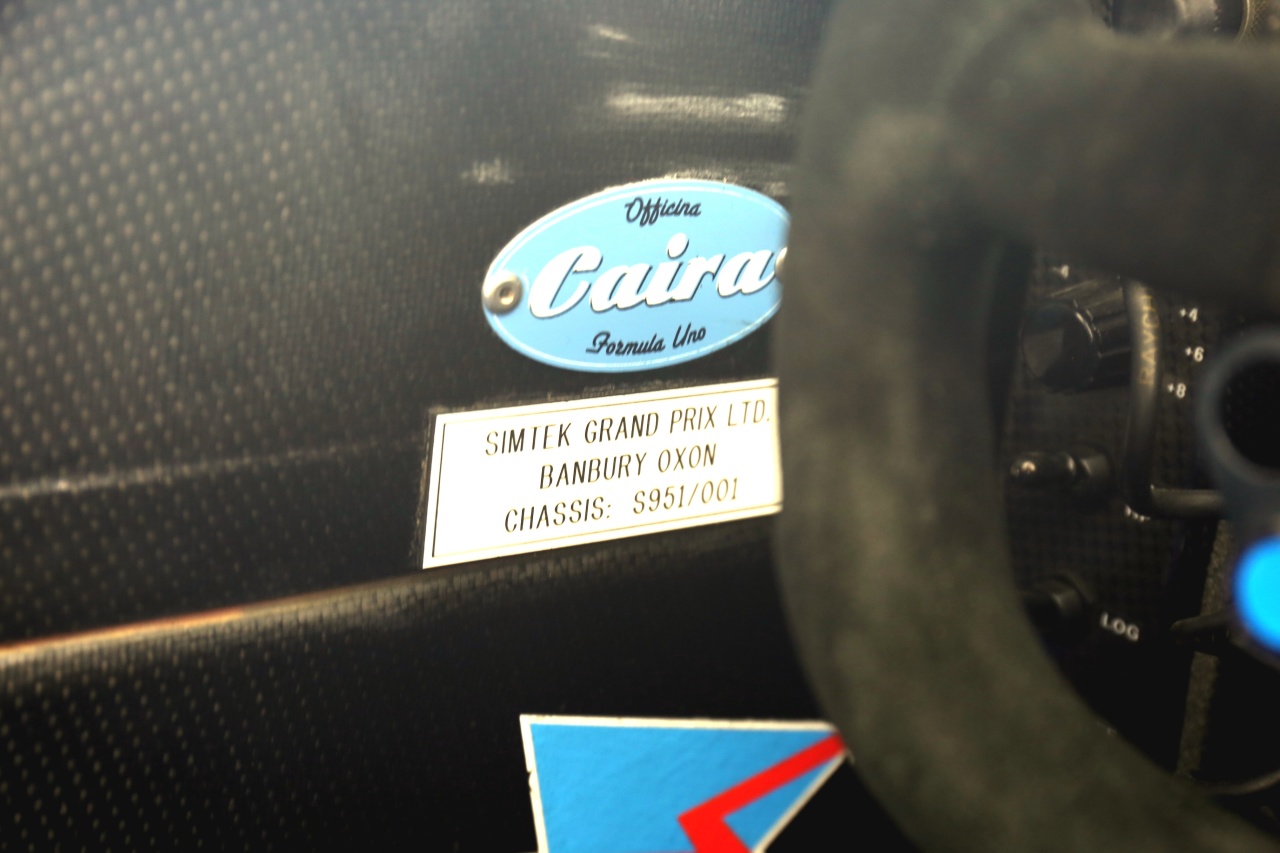 Officina
Caira
Formula Uno
SIMTEK GRAND PRIX LTD.
BANBURY OXON
CHASSIS: S951/001
+4
+6
+8
LOG